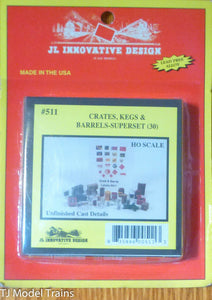 JL INNOVATIVE DESIGN
MADE IN THE USA
LEAD FREE
ALLOY
#511
CRATES, KEGS &
BARRELS-SUPERSET (30)
HO SCALE
Unfinished Cast Details
JL INNOVATIVE DESIGN
TJ Model Trains